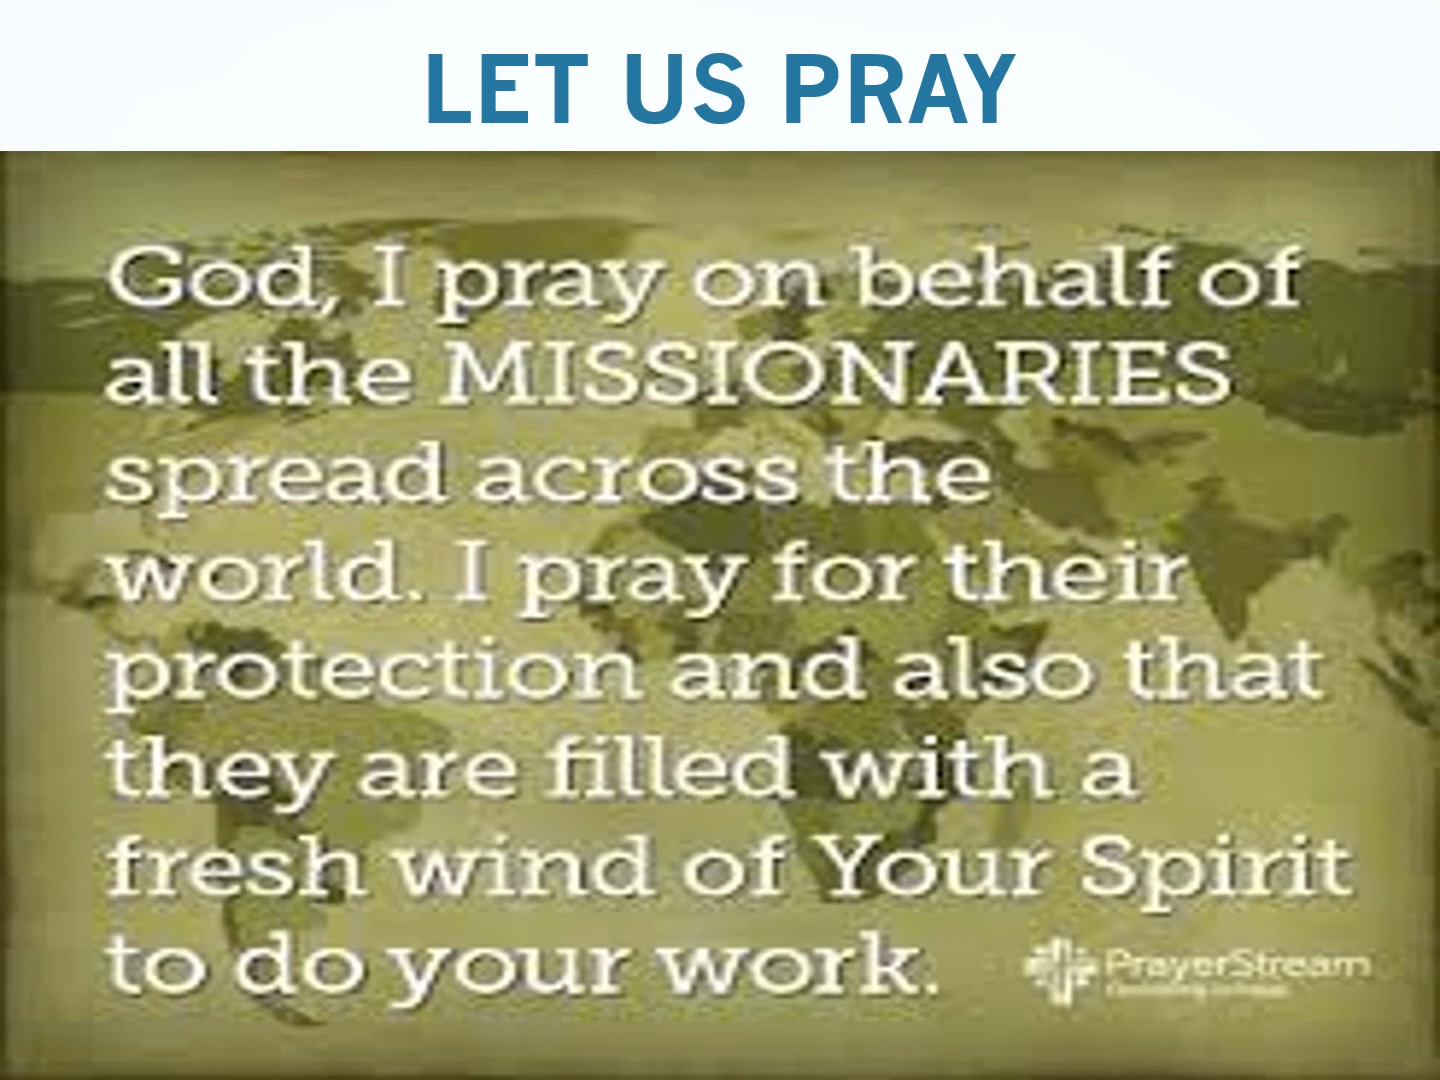 LET US PRAY
God, I pray on behalf of
all the MISSIONARIES
spread across the
world. I pray for their
protection and also that
they are filled with a
fresh wind of Your Spirit
to do your work.
PrayerStream